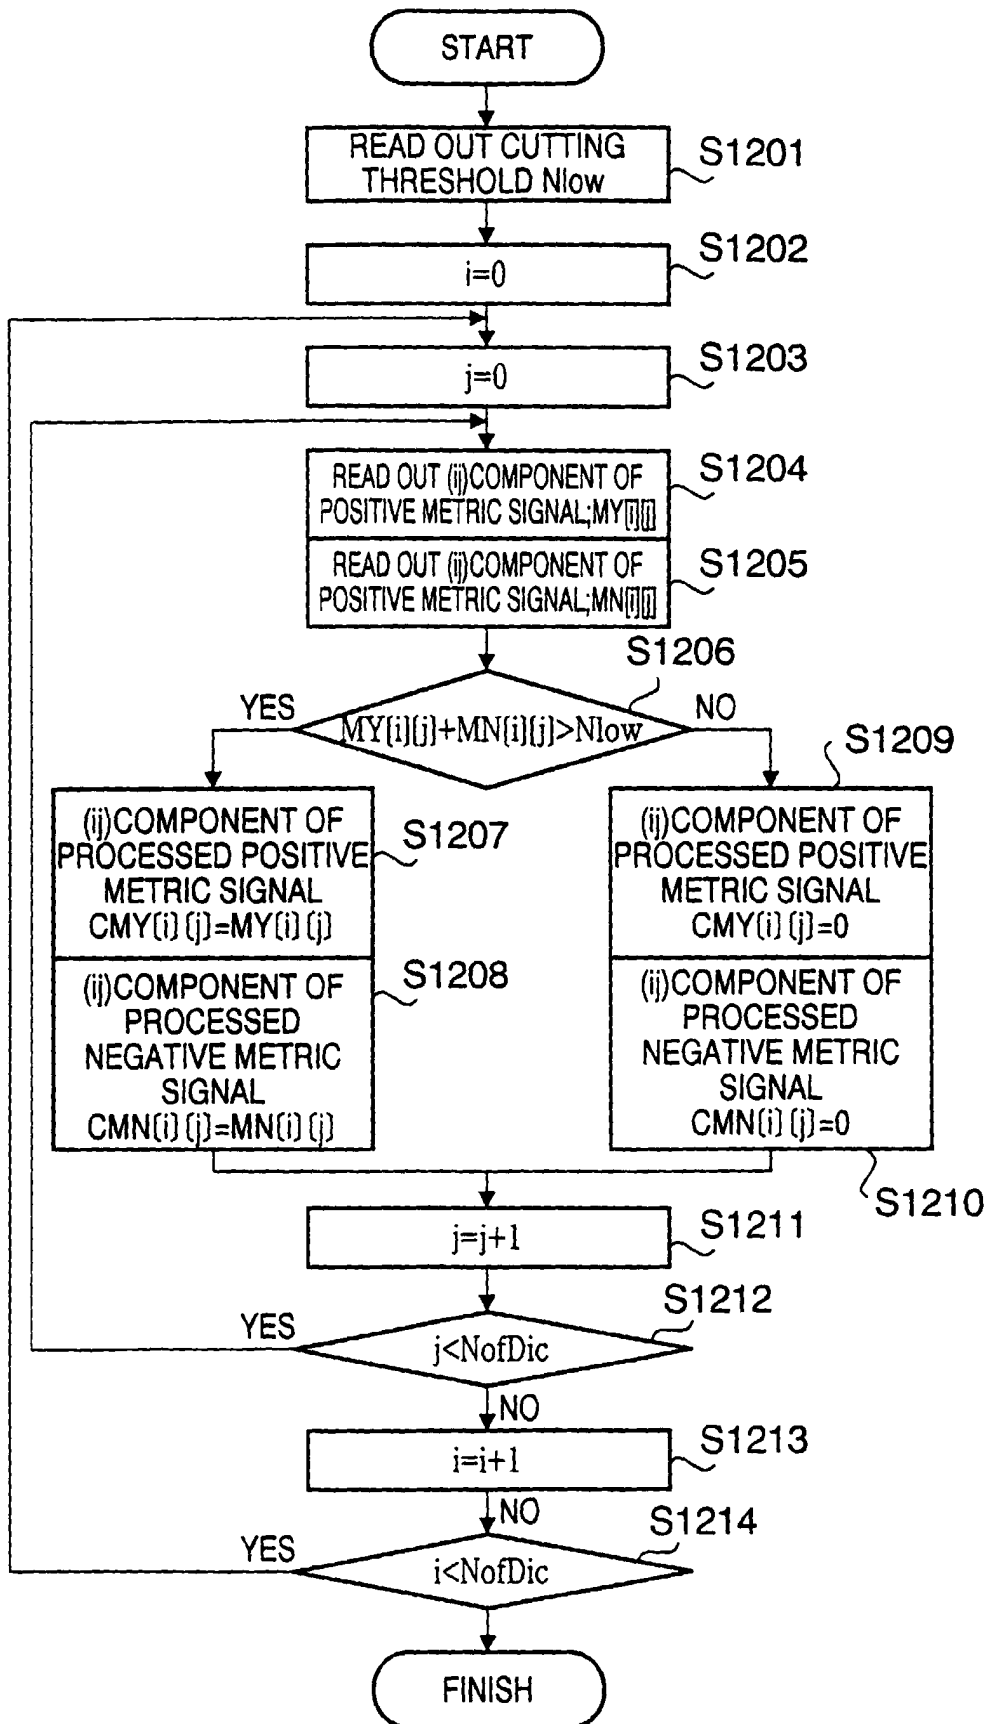 START
READ OUT CUTTING
THRESHOLD Nlow
S1201
i=0
S1202
j=0
S1203
READ OUT (ij)COMPONENT OF
POSITIVE METRIC SIGNAL;MY[i][j]
S1204
READ OUT (ij)COMPONENT OF
POSITIVE METRIC SIGNAL;MN[i][j]
S1205
S1206
YES
MY[i][j]+MN[i][j]>Nlow
NO
(ij)COMPONENT OF
PROCESSED POSITIVE
METRIC SIGNAL
CMY[i][j]=MY[i][j]
S1207
S1209
(ij)COMPONENT OF
PROCESSED POSITIVE
METRIC SIGNAL
CMY[i][j]=0
(ij)COMPONENT OF
PROCESSED
NEGATIVE METRIC
SIGNAL
CMN[i][j]=MN[i][j]
S1208
(ij)COMPONENT OF
PROCESSED
NEGATIVE METRIC
SIGNAL
CMN[i][j]=0
S1210
j=j+1
S1211
YES
j<NofDic
S1212
NO
i=i+1
S1213
NO
YES
i<NofDic
S1214
FINISH